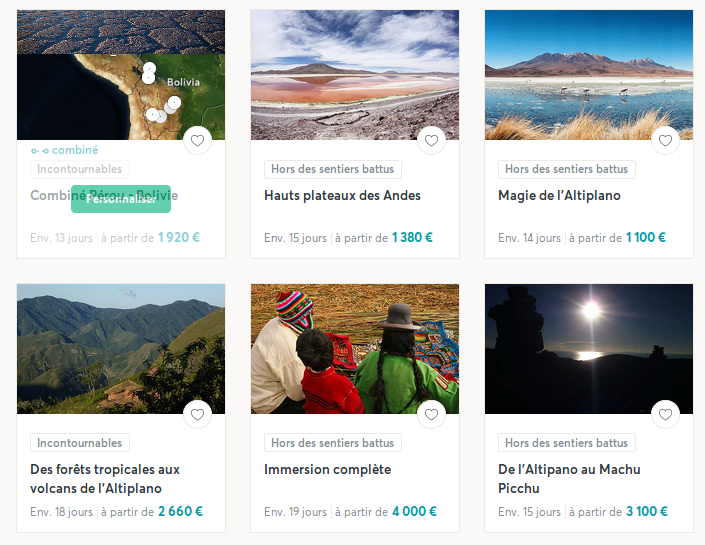 Bolivia
combiné
Incontournables
Combiné Pérou - Bolivie
Personnaliser
Env. 13 jours à partir de 1 920 €
Hors des sentiers battus
Hauts plateaux des Andes
Env. 15 jours à partir de 1 380 €
Hors des sentiers battus
Magie de l'Altiplano
Env. 14 jours à partir de 1 100 €
Incontournables
Des forêts tropicales aux
volcans de l'Altiplano
Env. 18 jours à partir de 2 660 €
Hors des sentiers battus
Immersion complète
Env. 19 jours à partir de 4 000 €
Hors des sentiers battus
De l'Altipano au Machu
Picchu
Env. 15 jours à partir de 3 100 €